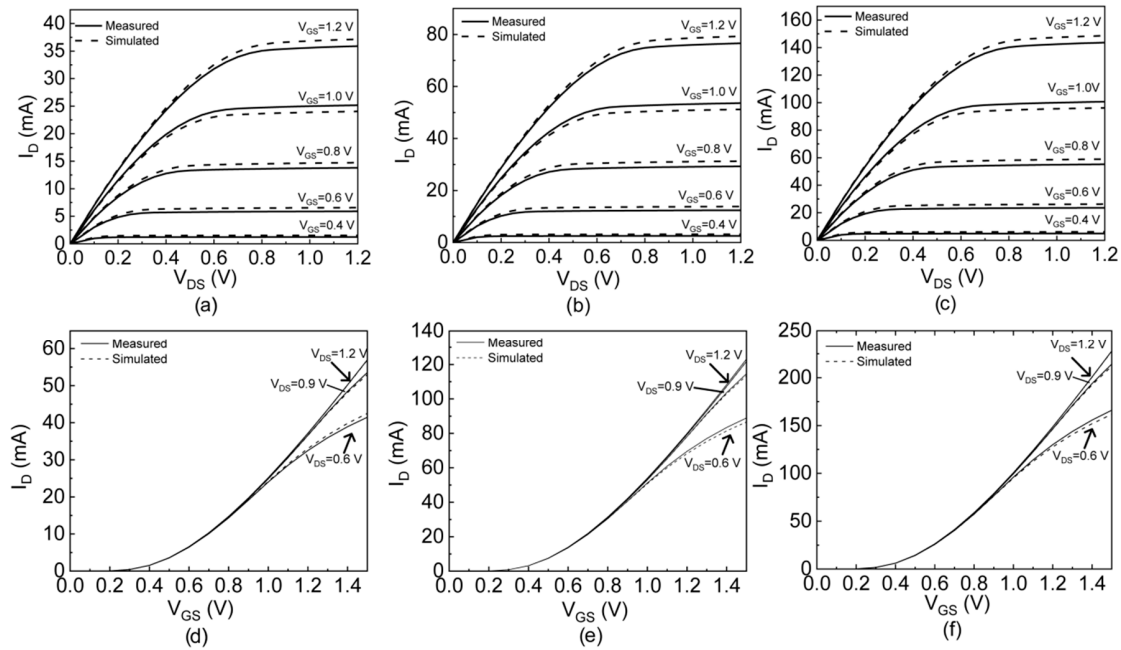 40
35
30
25
20
15
10
5
0
I_D (mA)
Measured
Simulated
V_GS=1.2 V
V_GS=1.0 V
V_GS=0.8 V
V_GS=0.6 V
V_GS=0.4 V
0.0 0.2 0.4 0.6 0.8 1.0 1.2
V_DS (V)
(a)
80
60
40
20
0
I_D (mA)
Measured
Simulated
V_GS=1.2 V
V_GS=1.0 V
V_GS=0.8 V
V_GS=0.6 V
V_GS=0.4 V
0.0 0.2 0.4 0.6 0.8 1.0 1.2
V_DS (V)
(b)
160
140
120
100
80
60
40
20
0
I_D (mA)
Measured
Simulated
V_GS=1.2 V
V_GS=1.0V
V_GS=0.8 V
V_GS=0.6 V
V_GS=0.4 V
0.0 0.2 0.4 0.6 0.8 1.0 1.2
V_DS (V)
(c)
60
50
40
30
20
10
0
I_D (mA)
Measured
Simulated
V_DS=1.2 V
V_DS=0.9 V
V_DS=0.6 V
0.0 0.2 0.4 0.6 0.8 1.0 1.2 1.4
V_GS (V)
(d)
140
120
100
80
60
40
20
0
I_D (mA)
Measured
Simulated
V_DS=1.2 V
V_DS=0.9 V
V_DS=0.6 V
0.0 0.2 0.4 0.6 0.8 1.0 1.2 1.4
V_GS (V)
(e)
250
200
150
100
50
0
I_D (mA)
Measured
Simulated
V_DS=1.2 V
V_DS=0.9 V
V_DS=0.6 V
0.0 0.2 0.4 0.6 0.8 1.0 1.2 1.4
V_GS (V)
(f)